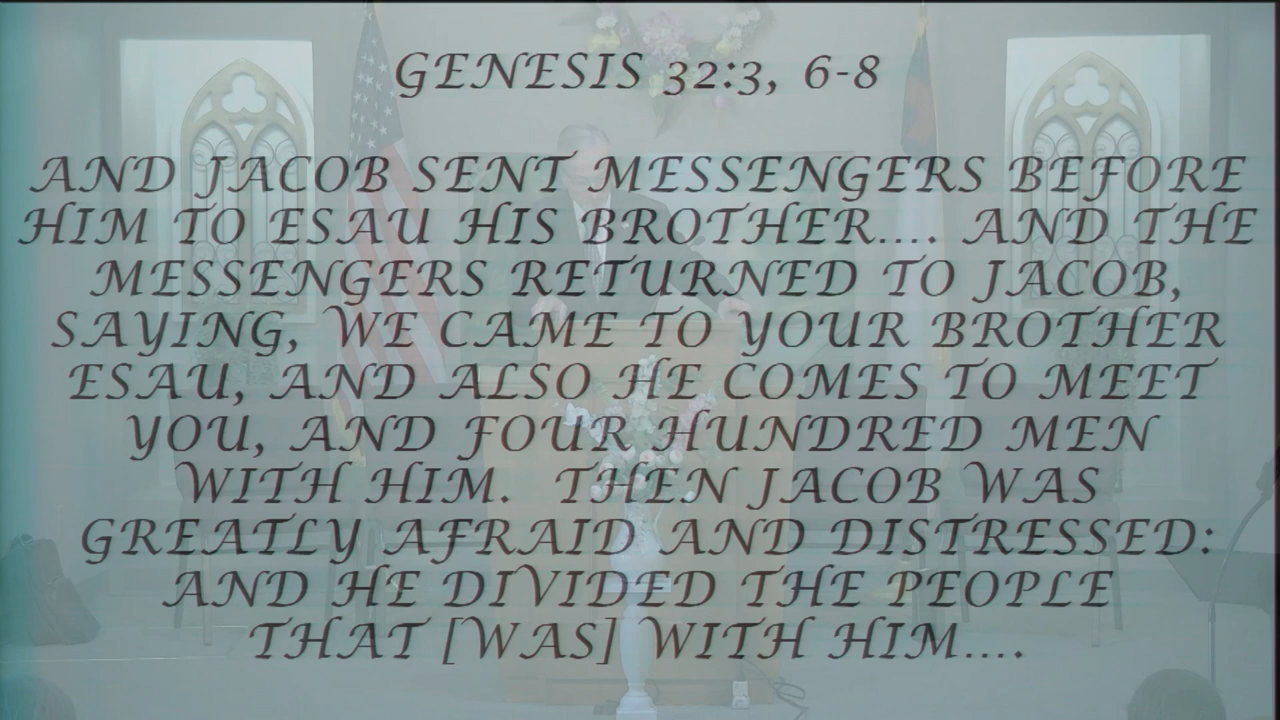 GENESIS 32:3, 6-8
AND JACOB SENT MESSENGERS BEFORE
HIM TO ESAU HIS BROTHER.... AND THE
MESSENGERS RETURNED TO JACOB,
SAYING, WE CAME TO YOUR BROTHER
ESAU, AND ALSO HE COMES TO MEET
YOU, AND FOUR HUNDRED MEN
WITH HIM. THEN JACOB WAS
GREATLY AFRAID AND DISTRESSED:
AND HE DIVIDED THE PEOPLE
THAT [WAS] WITH HIM....